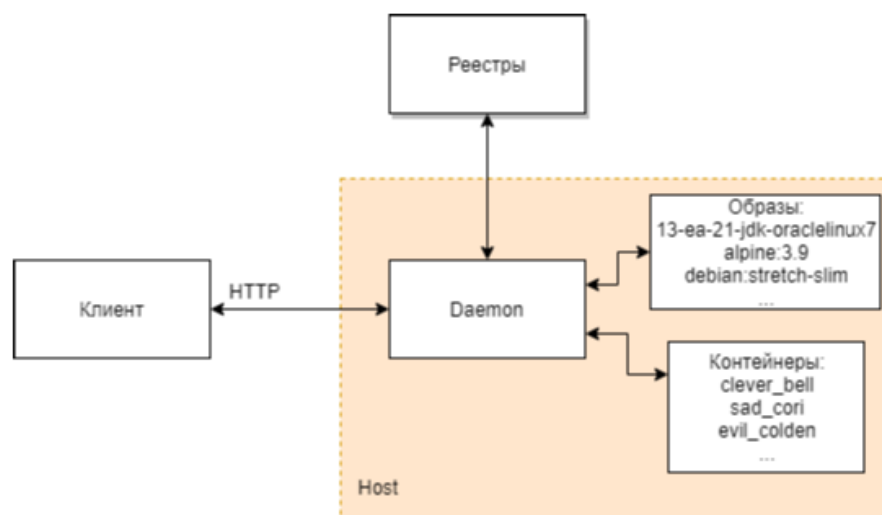 Реестры
Клиент
HTTP
Daemon
Образы:
13-ea-21-jdk-oraclelinux7
alpine:3.9
debian:stretch-slim
...
Контейнеры:
clever_bell
sad_cori
evil_colden
...
Host